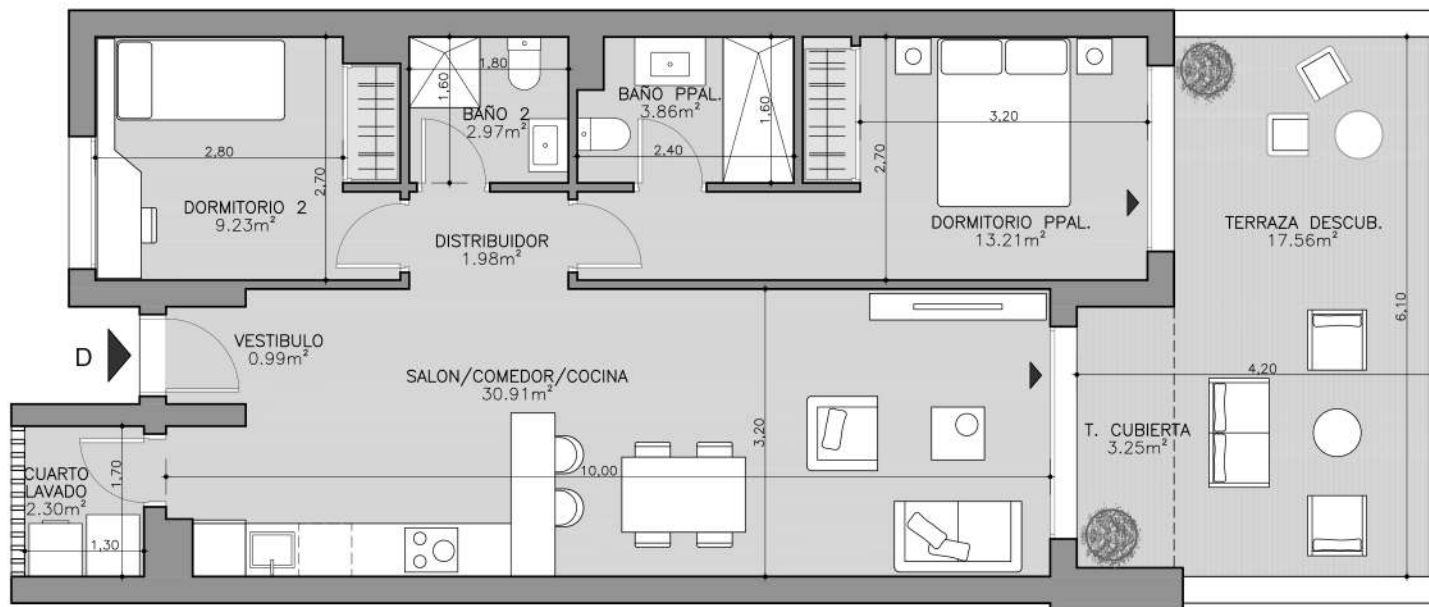 1,80
1,60
BAÑO 2
2.97m²
BAÑO PPAL.
3.86m²
1,60
2,40
3,20
2,70
2,80
2,70
DORMITORIO 2
9.23m²
DISTRIBUIDOR
1.98m²
DORMITORIO PPAL.
13.21m²
TERRAZA DESCUB.
17.56m²
6,10
D
VESTIBULO
0.99m²
SALON/COMEDOR/COCINA
30.91m²
3,20
4,20
T. CUBIERTA
3.25m²
10,00
CUARTO
LAVADO
2.30m²
1,70
1,30